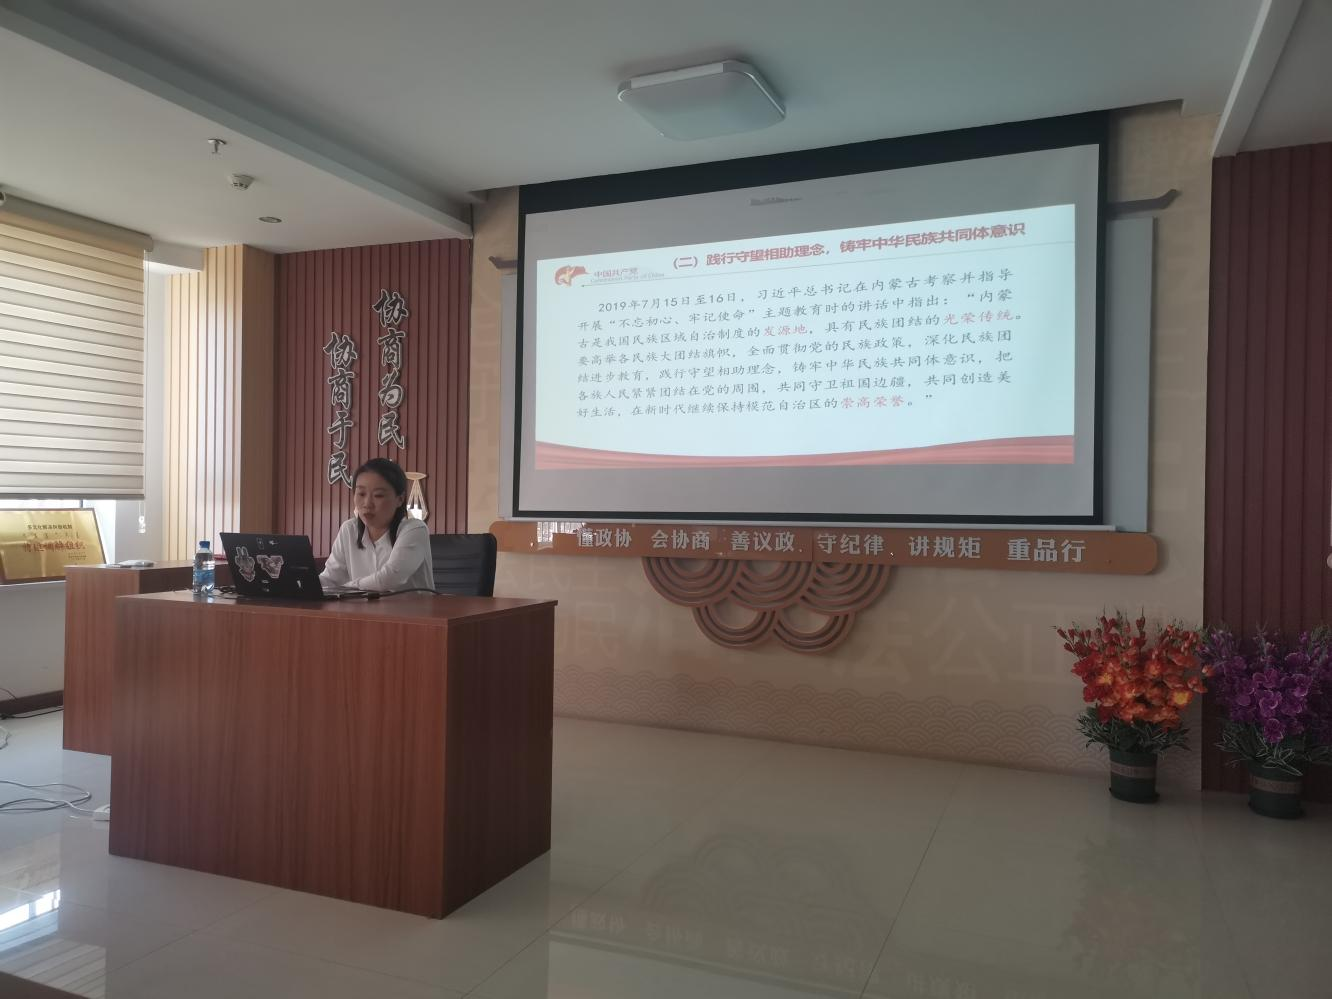 协商为民
协商于民
中国共产党
Communist Party of China
（二）践行守望相助理念，铸牢中华民族共同体意识
2019年7月15日至16日，习近平总书记在内蒙古考察并指导
开展“不忘初心、牢记使命”主题教育时的讲话中指出：“内蒙
古是我国民族区域自治制度的发源地，具有民族团结的光荣传统。
要高举各民族大团结旗帜，全面贯彻党的民族政策，深化民族团
结进步教育，践行守望相助理念，铸牢中华民族共同体意识，把
各族人民紧紧团结在党的周围，共同守卫祖国边疆，共同创造美
好生活，在新时代继续保持模范自治区的崇高荣誉。”
懂政协 会协商 善议政 守纪律 讲规矩 重品行
法公正